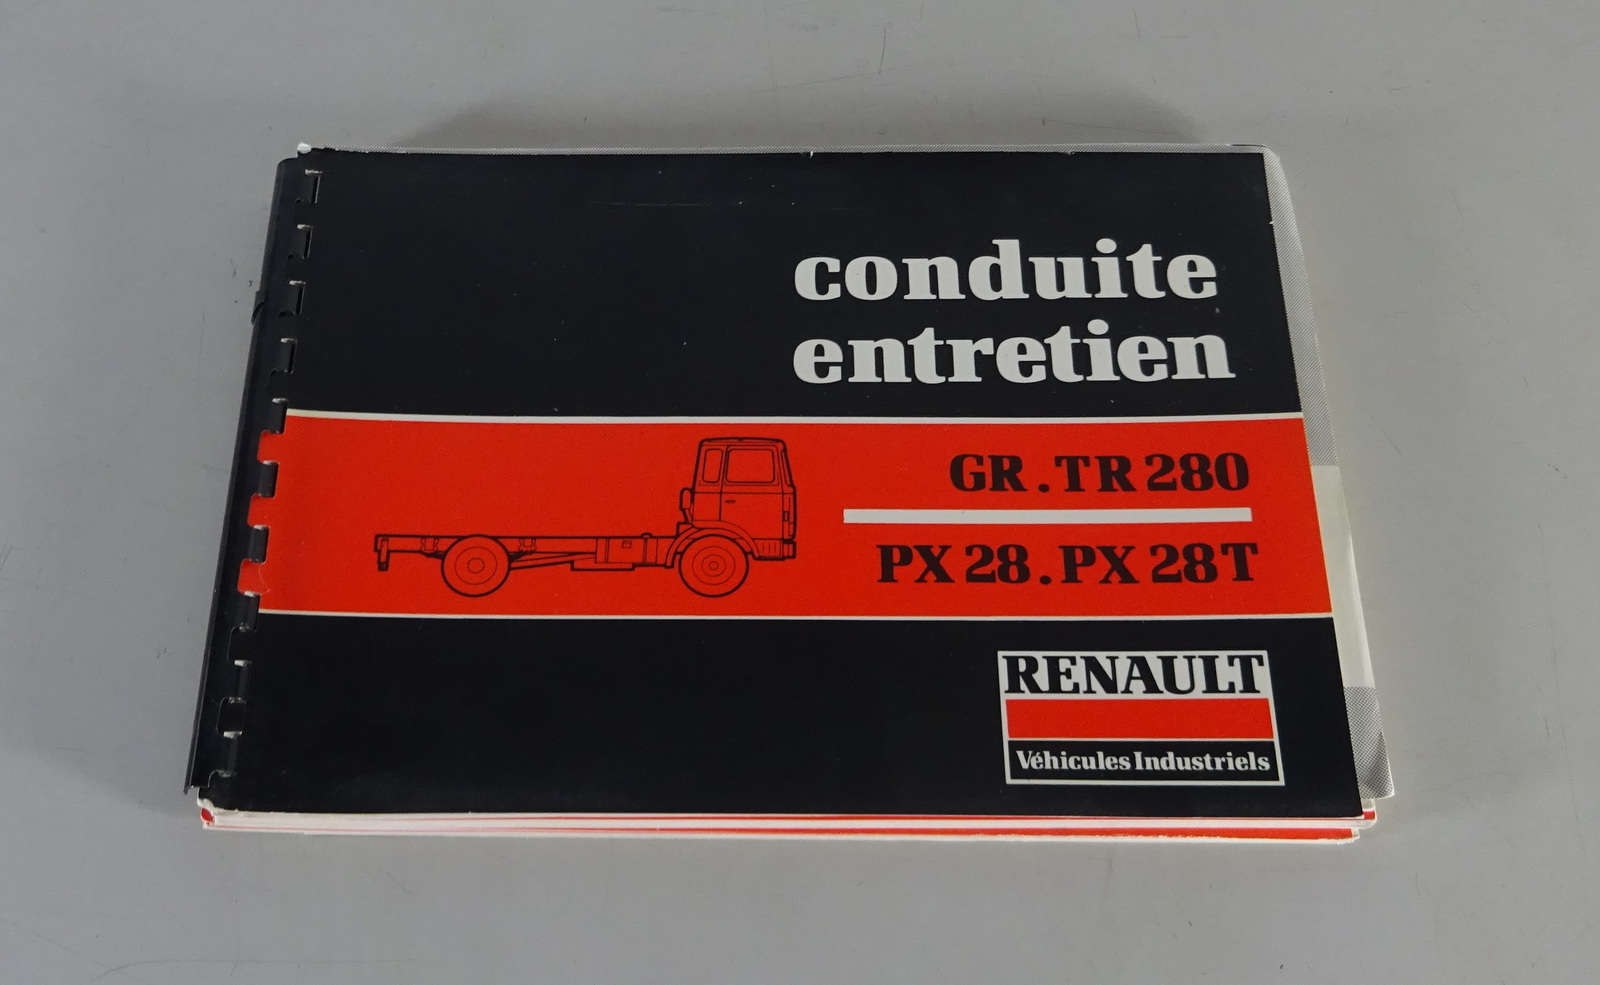 conduite
entretien
GR.TR 280
PX 28.PX 28T
RENAULT
Véhicules Industriels